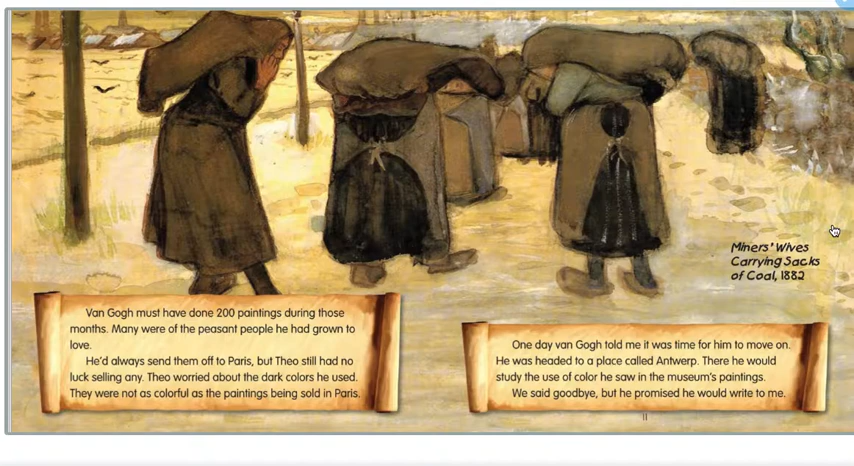 Miners' Wives
Carrying Sacks
of Coal, 1882
Van Gogh must have done 200 paintings during those
months. Many were of the peasant people he had grown to
love.
He'd always send them off to Paris, but Theo still had no
luck selling any. Theo worried about the dark colors he used.
They were not as colorful as the paintings being sold in Paris.
One day van Gogh told me it was time for him to move on.
He was headed to a place called Antwerp. There he would
study the use of color he saw in the museum's paintings.
We said goodbye, but he promised he would write to me.
11